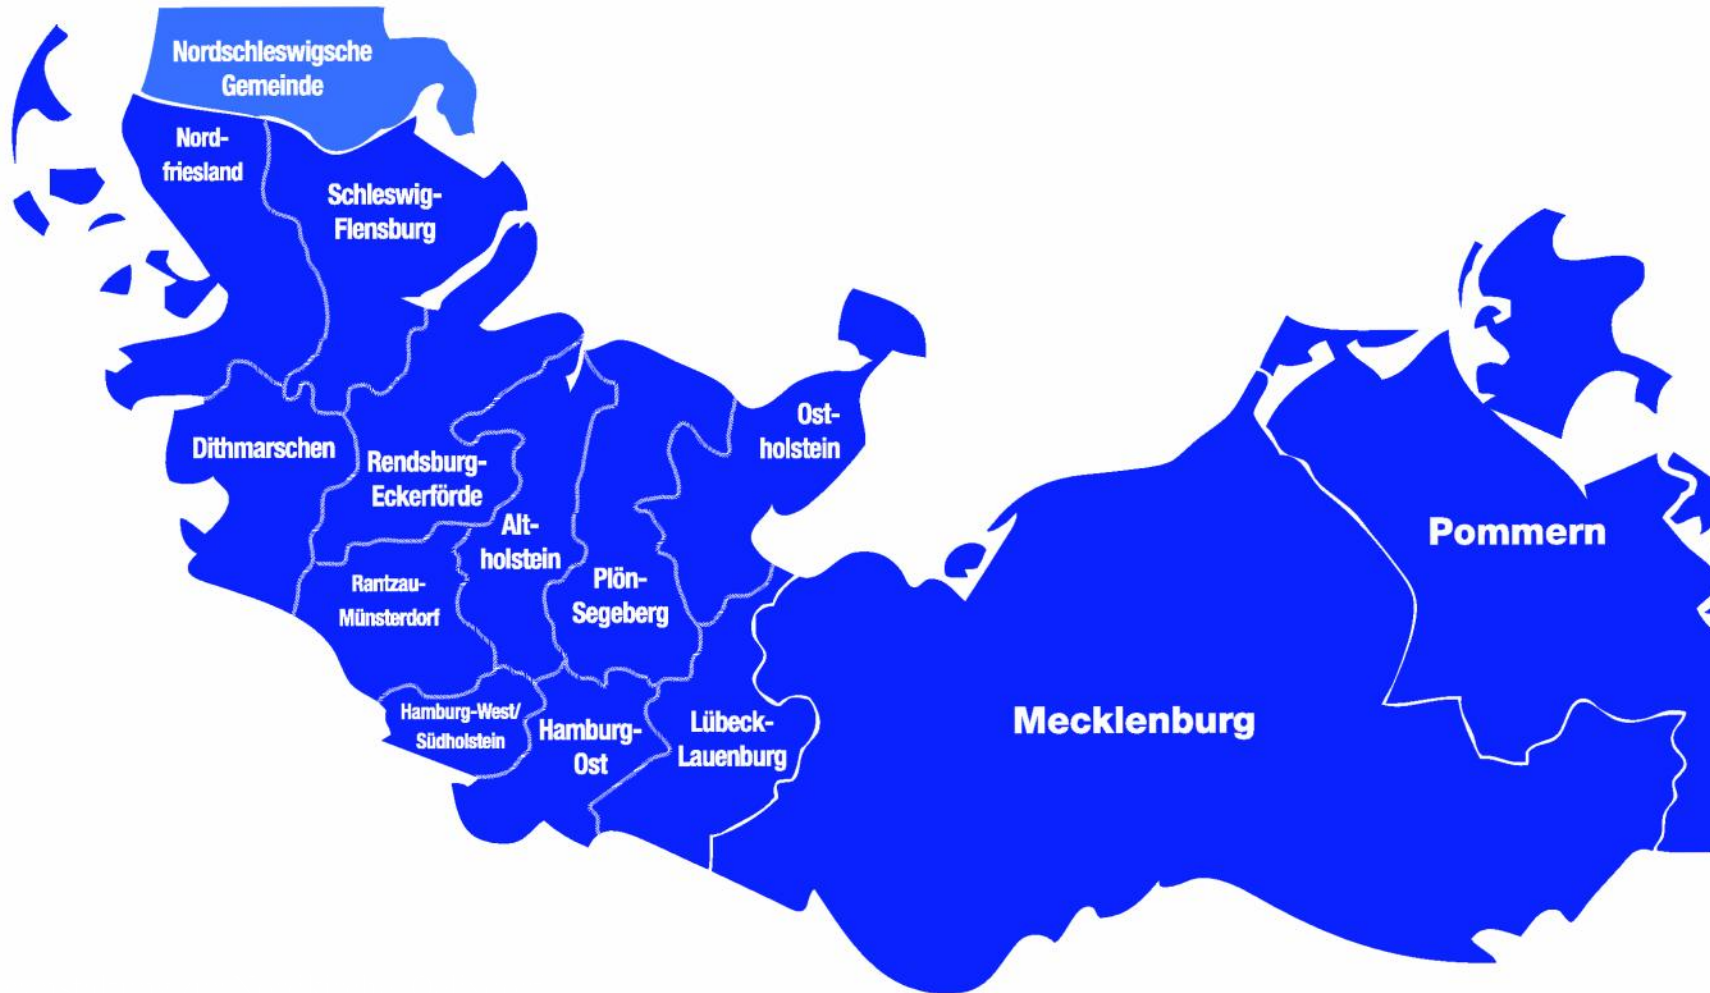 Nordschleswigsche
Gemeinde
Nord-
friesland
Schleswig-
Flensburg
Ost-
holstein
Dithmarschen
Rendsburg-
Eckerförde
Alt-
holstein
Plön-
Segeberg
Rantzau-
Münsterdorf
Hamburg-West/
Südholstein
Hamburg-
Ost
Lübeck-
Lauenburg
Mecklenburg
Pommern